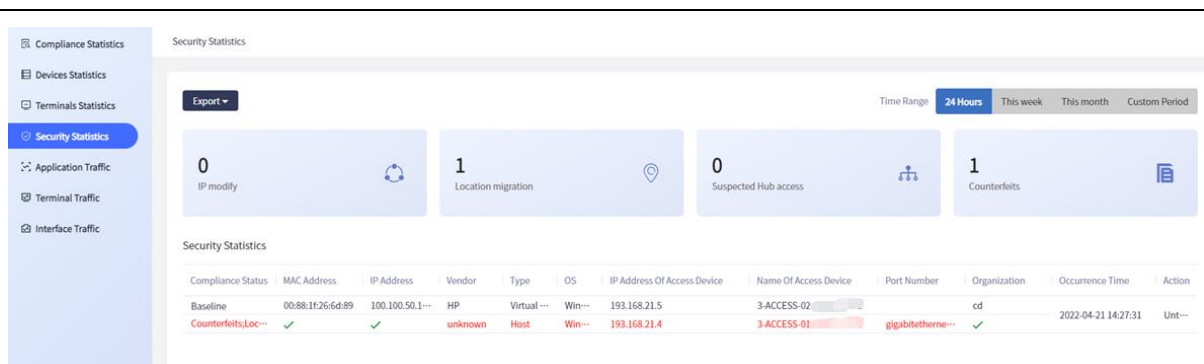 Compliance Statistics
Devices Statistics
Terminals Statistics
Security Statistics
Application Traffic
Terminal Traffic
Interface Traffic
Security Statistics
Export
Time Range 24 Hours This week This month Custom Period
0
IP modify
1
Location migration
0
Suspected Hub access
1
Counterfeits
Security Statistics
Compliance Status MAC Address IP Address Vendor Type OS IP Address Of Access Device Name Of Access Device Port Number Organization Occurrence Time Action
Baseline 00:88:1f:26:6d:89 100.100.50.1··· HP Virtual ··· Win··· 193.168.21.5 3-ACCESS-02 cd
2022-04-21 14:27:31 Unt···
Counterfeits;Loc··· unknown Host Win··· 193.168.21.4 3-ACCESS-01 gigabitetherne···